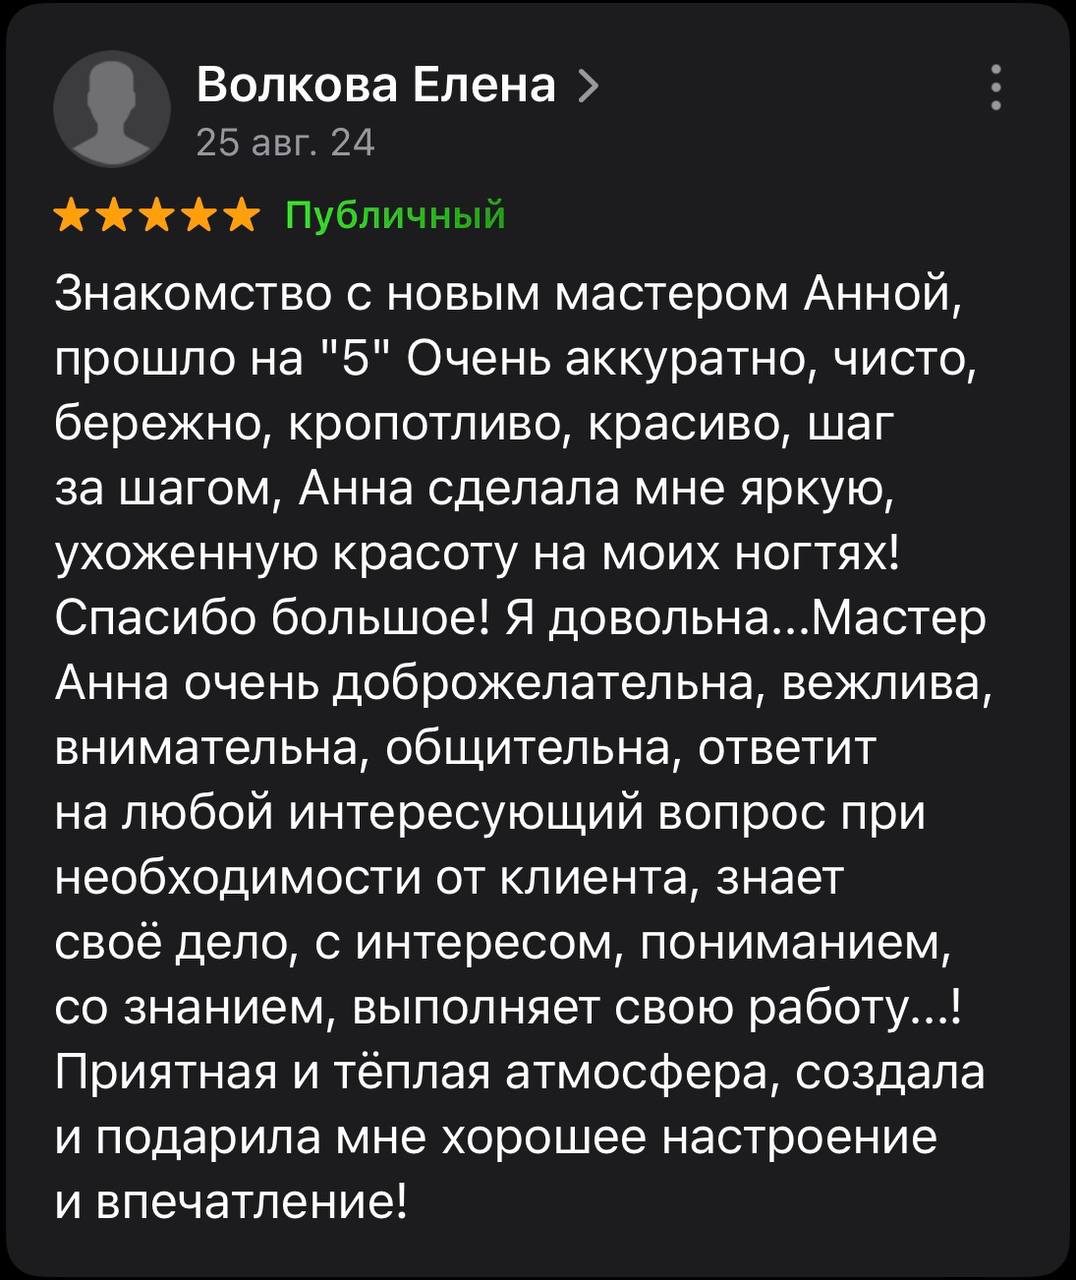 Волкова Елена
25 авг. 24
Публичный
Знакомство с новым мастером Анной,
прошло на "5" Очень аккуратно, чисто,
бережно, кропотливо, красиво, шаг
за шагом, Анна сделала мне яркую,
ухоженную красоту на моих ногтях!
Спасибо большое! Я довольна...Мастер
Анна очень доброжелательна, вежлива,
внимательна, общительна, ответит
на любой интересующий вопрос при
необходимости от клиента, знает
своё дело, с интересом, пониманием,
со знанием, выполняет свою работу...!
Приятная и тёплая атмосфера, создала
и подарила мне хорошее настроение
и впечатление!